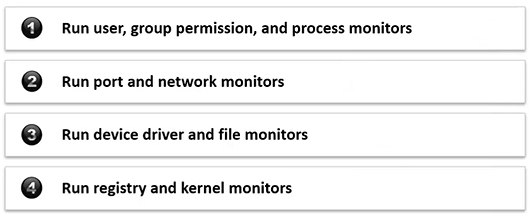 1 Run user, group permission, and process monitors
2 Run port and network monitors
3 Run device driver and file monitors
4 Run registry and kernel monitors